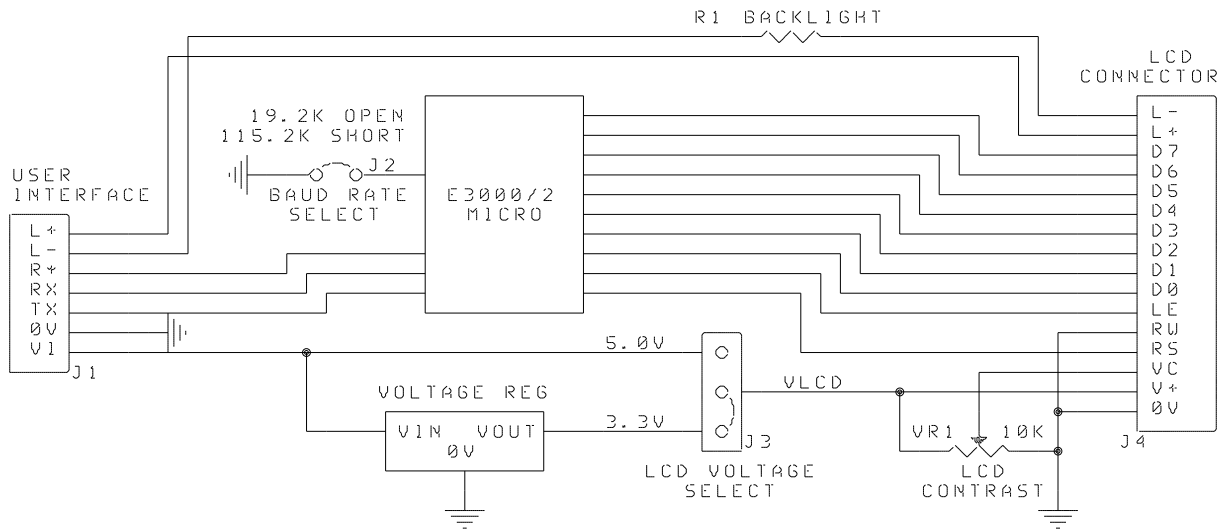 R1 BACKLIGHT
LCD
CONNECTOR
19.2K OPEN
115.2K SHORT
J2
BAUD RATE
SELECT
E3000/2
MICRO
USER
INTERFACE
L+
L-
R+
RX
TX
0V
V1
J1
L-
L+
D7
D6
D5
D4
D3
D2
D1
D0
LE
RW
RS
VC
V+
0V
J4
5.0V
VOLTAGE REG
VIN VOUT
0V
3.3V
VLCD
J3
LCD VOLTAGE
SELECT
VR1 10K
LCD
CONTRAST